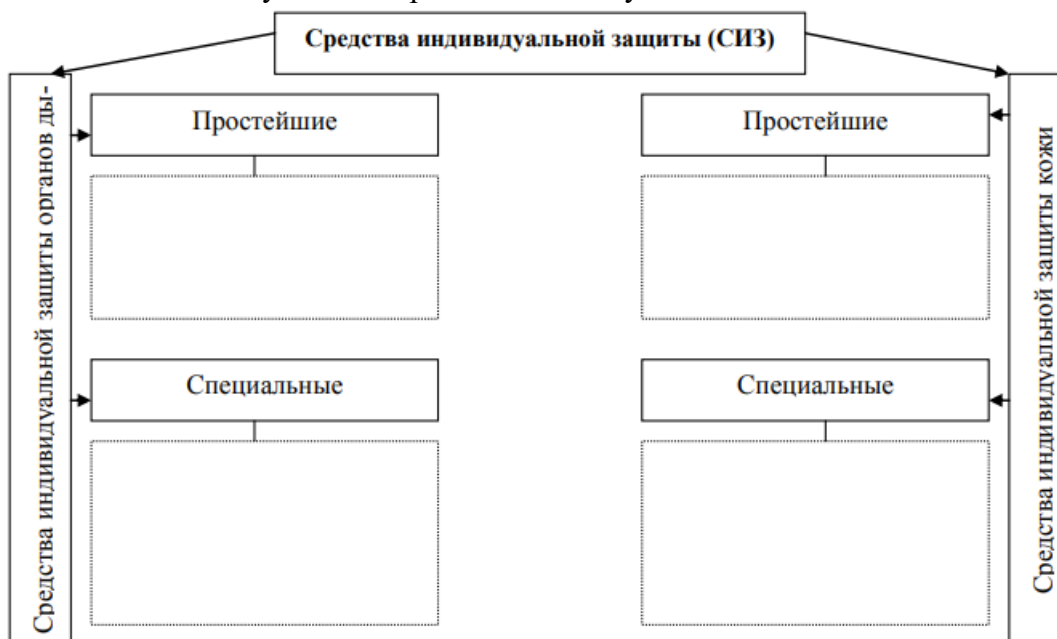 Средства индивидуальной защиты (СИЗ)
Средства индивидуальной защиты органов ды-
Простейшие
Специальные
Простейшие
Специальные
Средства индивидуальной защиты кожи